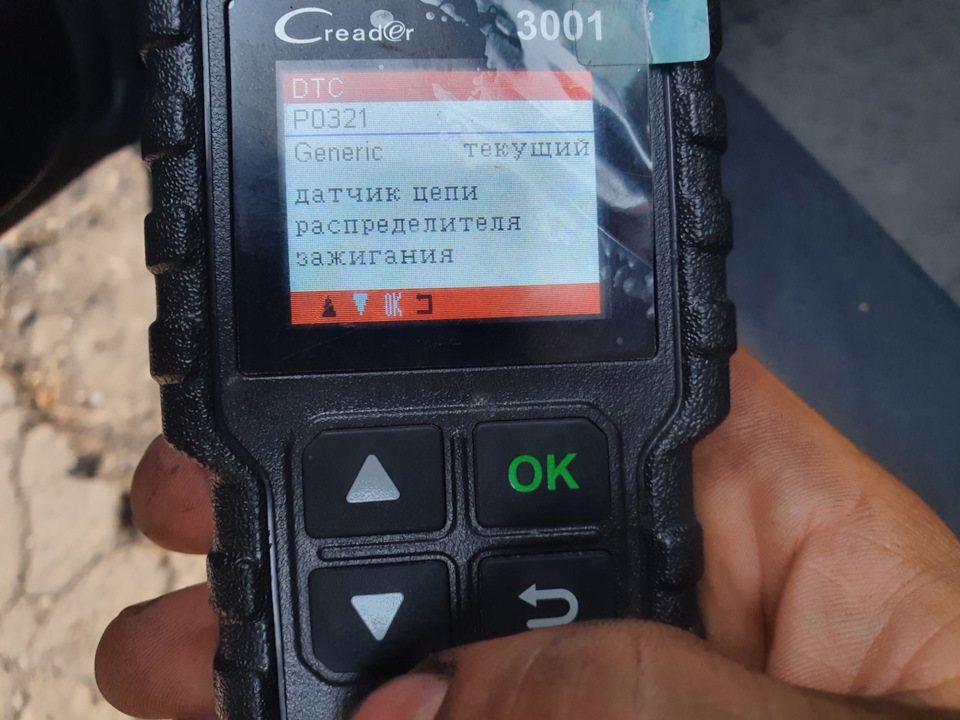 Creader 3001
DTC
P0321
Generic текущий
датчик цепи
распределителя
зажигания
OK
OK